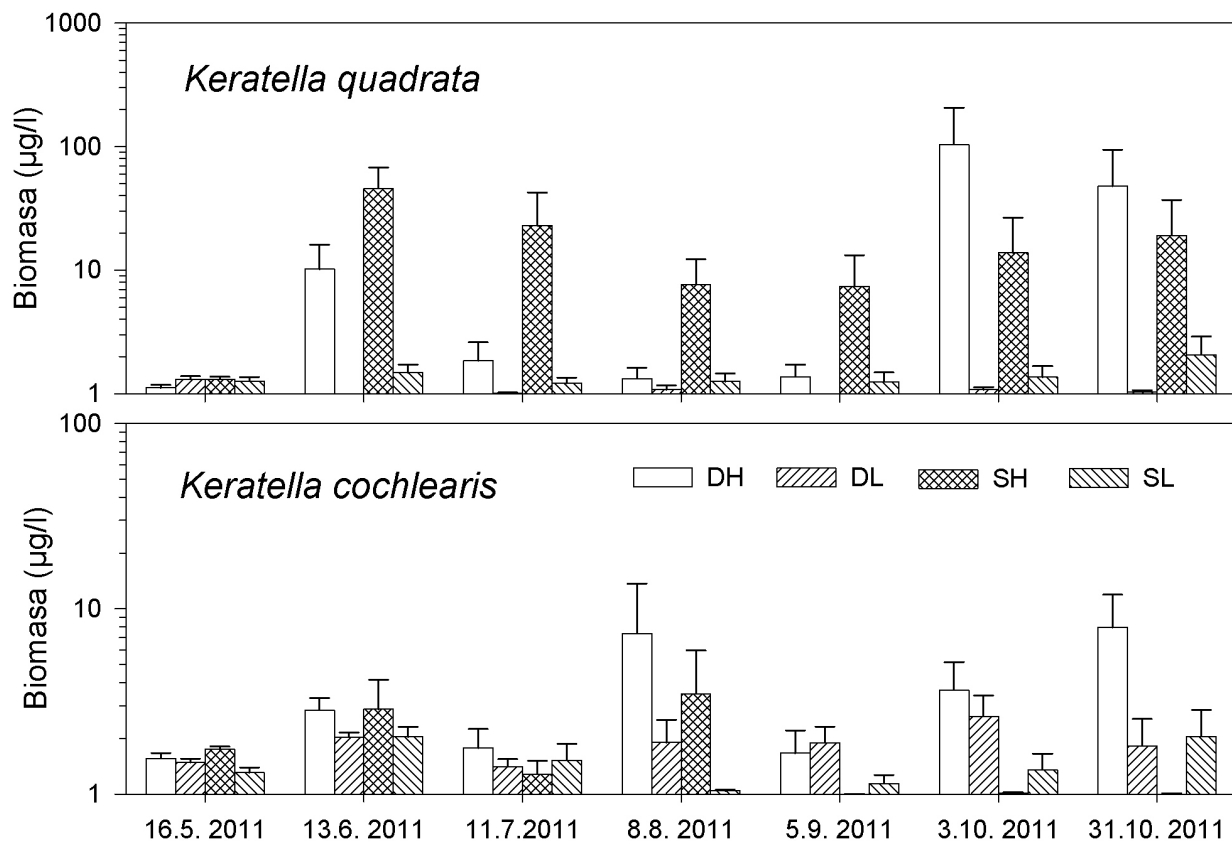 1000
Keratella quadrata
100
Biomasa (µg/l)
10
1
100
Keratella cochlearis
DH DL SH SL
Biomasa (µg/l)
10
1
16.5. 2011 13.6. 2011 11.7. 2011 8.8. 2011 5.9. 2011 3.10. 2011 31.10. 2011